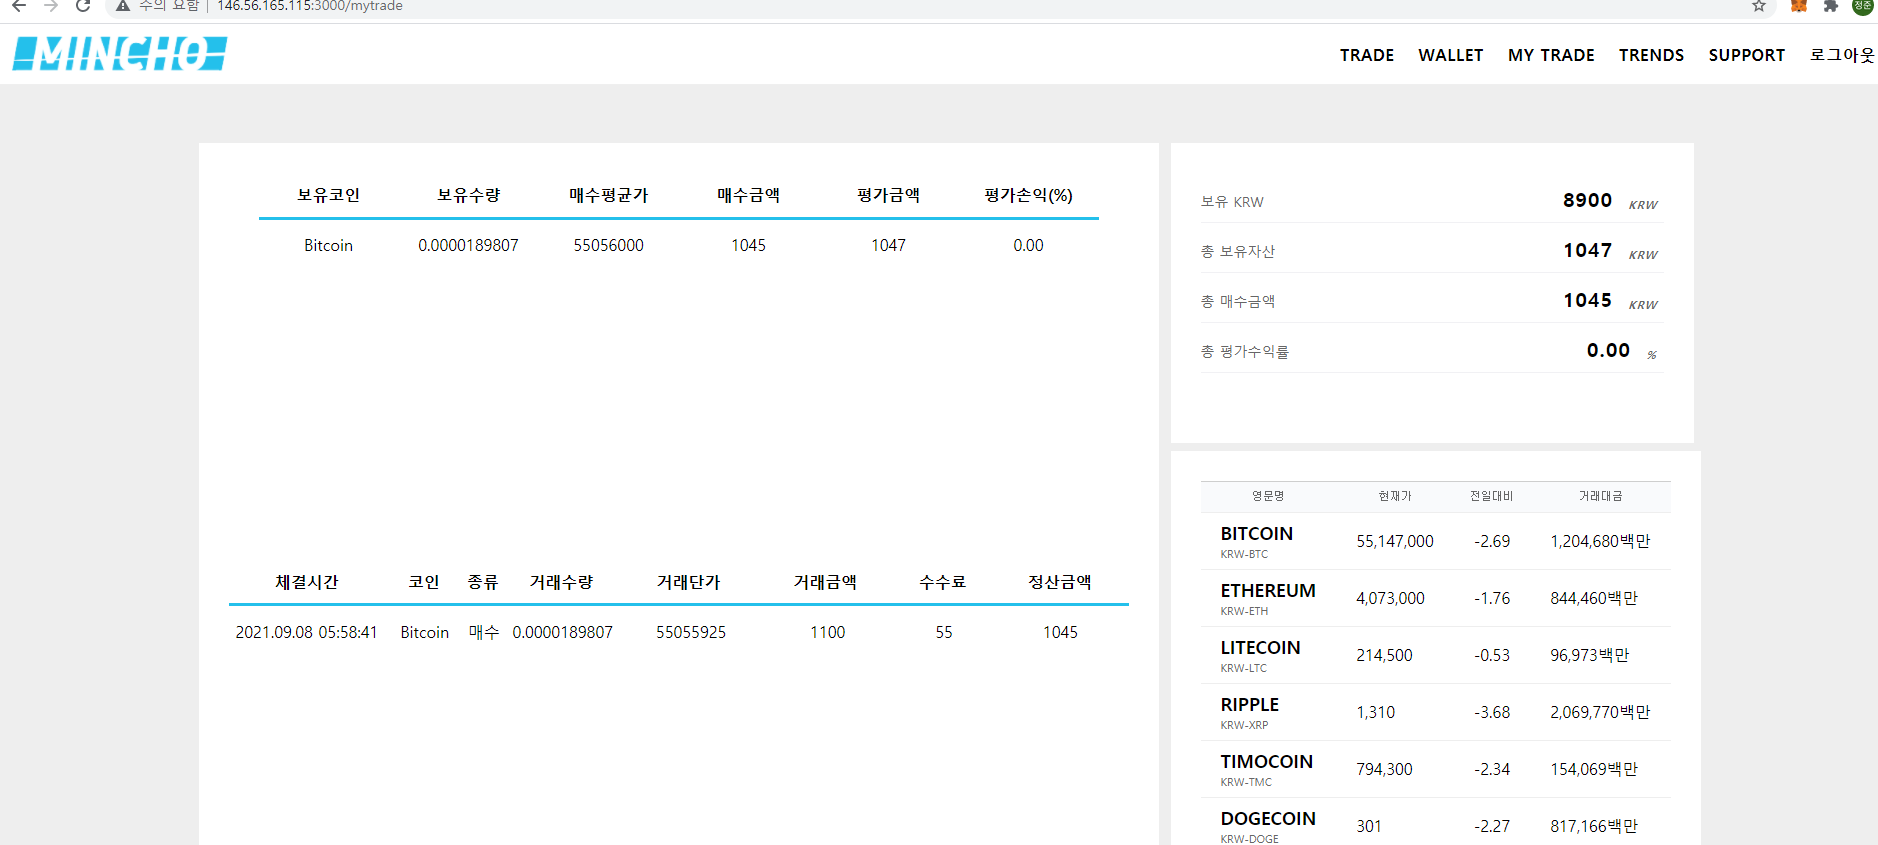 주의 요함 | 146.56.165.115:3000/mytrade
정준
MINCHO
TRADE WALLET MY TRADE TRENDS SUPPORT 로그아웃
보유코인 보유수량 매수평균가 매수금액 평가금액 평가손익(%)
Bitcoin 0.0000189807 55056000 1045 1047 0.00
체결시간 코인 종류 거래수량 거래단가 거래금액 수수료 정산금액
2021.09.08 05:58:41 Bitcoin 매수 0.0000189807 55055925 1100 55 1045
보유 KRW 8900 KRW
총 보유자산 1047 KRW
총 매수금액 1045 KRW
총 평가수익률 0.00 %
영문명 현재가 전일대비 거래대금
BITCOIN 55,147,000 -2.69 1,204,680백만
KRW-BTC
ETHEREUM 4,073,000 -1.76 844,460백만
KRW-ETH
LITECOIN 214,500 -0.53 96,973백만
KRW-LTC
RIPPLE 1,310 -3.68 2,069,770백만
KRW-XRP
TIMOCOIN 794,300 -2.34 154,069백만
KRW-TMC
DOGECOIN 301 -2.27 817,166백만
KRW-DOGE